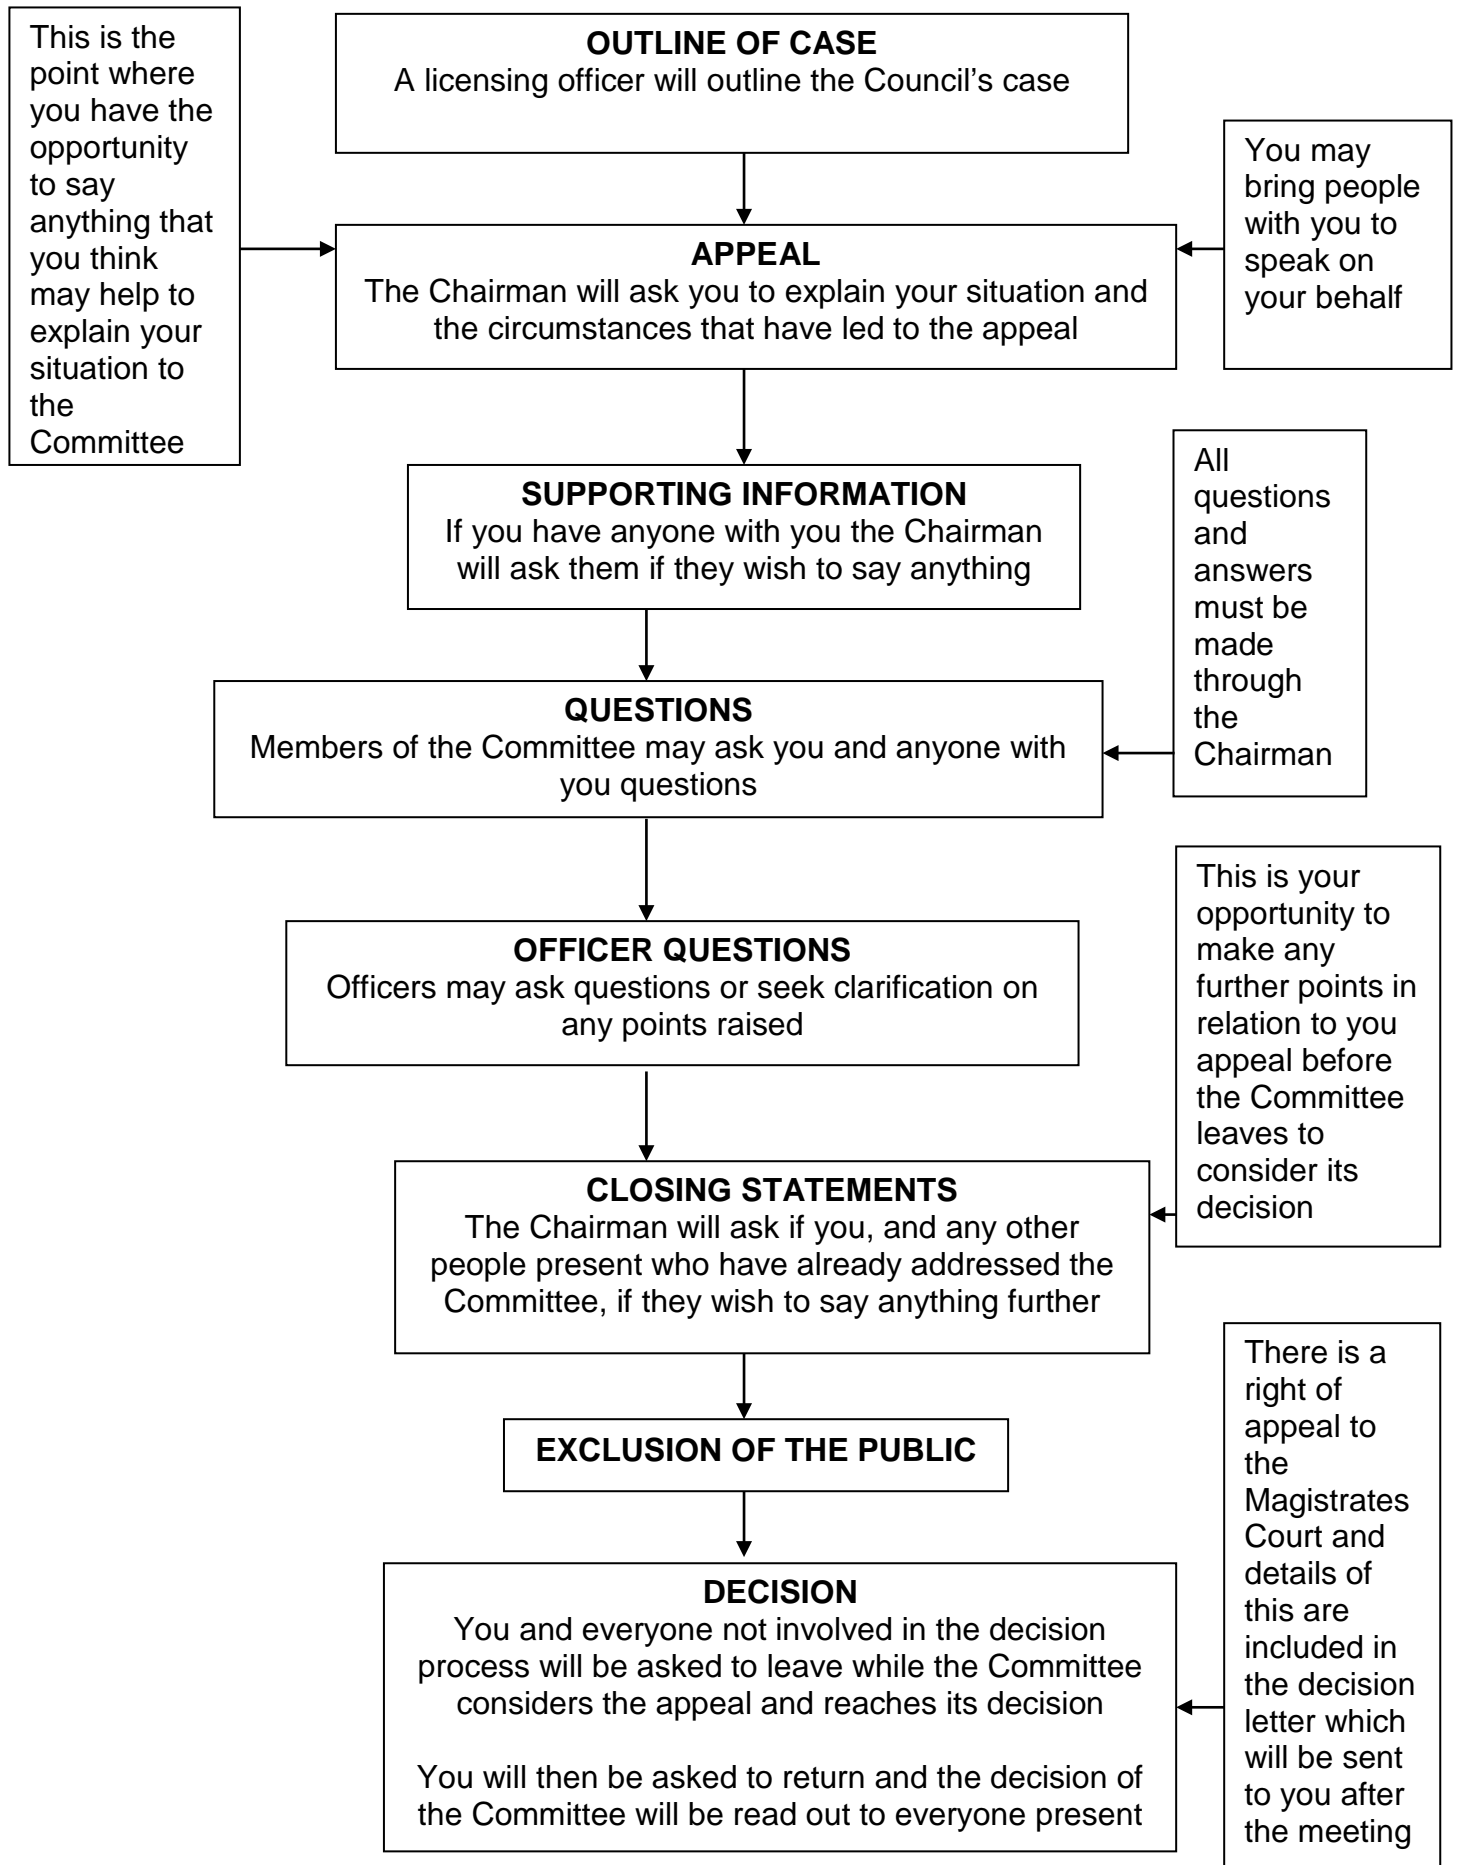 This is the
point where
you have the
opportunity
to say
anything that
you think
may help to
explain your
situation to
the
Committee
OUTLINE OF CASE
A licensing officer will outline the Council’s case
You may
bring people
with you to
speak on
your behalf
APPEAL
The Chairman will ask you to explain your situation and
the circumstances that have led to the appeal
SUPPORTING INFORMATION
If you have anyone with you the Chairman
will ask them if they wish to say anything
All
questions
and
answers
must be
made
through
the
Chairman
QUESTIONS
Members of the Committee may ask you and anyone with
you questions
OFFICER QUESTIONS
Officers may ask questions or seek clarification on
any points raised
This is your
opportunity to
make any
further points in
relation to you
appeal before
the Committee
leaves to
consider its
decision
CLOSING STATEMENTS
The Chairman will ask if you, and any other
people present who have already addressed the
Committee, if they wish to say anything further
EXCLUSION OF THE PUBLIC
There is a
right of
appeal to
the
Magistrates
Court and
details of
this are
included in
the decision
letter which
will be sent
to you after
the meeting
DECISION
You and everyone not involved in the decision
process will be asked to leave while the Committee
considers the appeal and reaches its decision
You will then be asked to return and the decision of
the Committee will be read out to everyone present